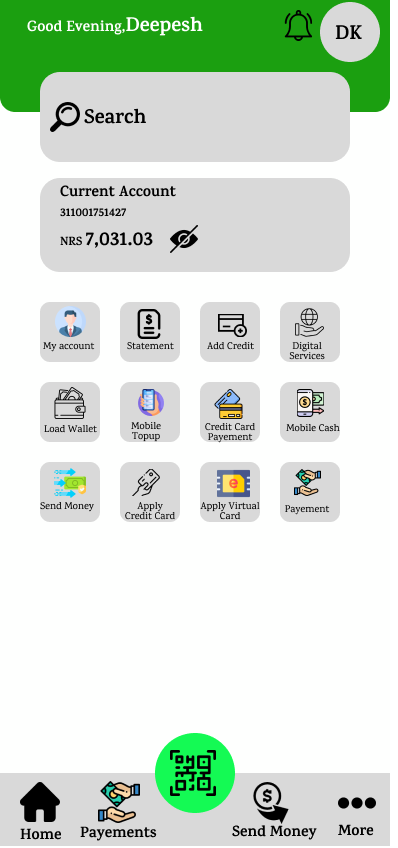 Good Evening,Deepesh
DK
Search
Current Account
311001751427
NRS 7,031.03
My account
Statement
Add Credit
Digital
Services
Load Wallet
Mobile
Topup
Credit Card
Payment
Mobile Cash
Send Money
Apply
Credit Card
Apply Virtual
Card
Payement
Home
Payments
Send Money
More